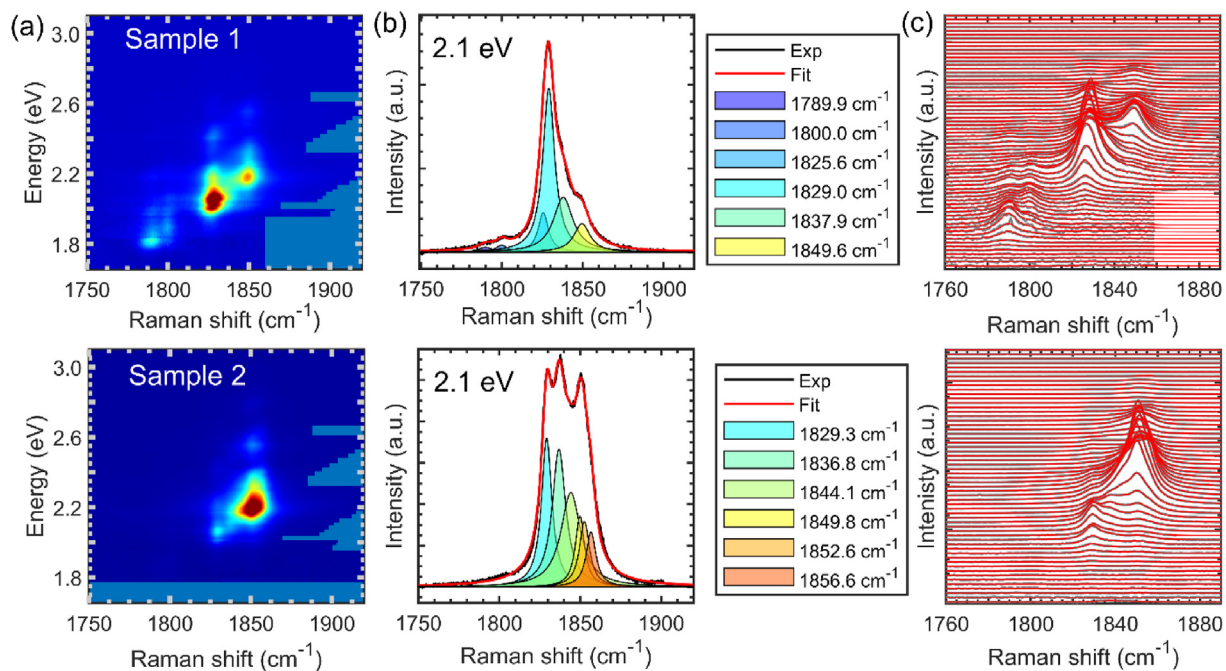 (a)
Sample 1
Energy (eV)
3.0
2.6
2.2
1.8
1750
1800
1850
1900
Raman shift (cm⁻¹)
(b)
2.1 eV
Intensity (a.u.)
1750
1800
1850
1900
Raman shift (cm⁻¹)
Exp
Fit
1789.9 cm⁻¹
1800.0 cm⁻¹
1825.6 cm⁻¹
1829.0 cm⁻¹
1837.9 cm⁻¹
1849.6 cm⁻¹
(c)
Intensity (a.u.)
1760
1800
1840
1880
Raman shift (cm⁻¹)
Sample 2
Energy (eV)
3.0
2.6
2.2
1.8
1750
1800
1850
1900
Raman shift (cm⁻¹)
2.1 eV
Intensity (a.u.)
1750
1800
1850
1900
Raman shift (cm⁻¹)
Exp
Fit
1829.3 cm⁻¹
1836.8 cm⁻¹
1844.1 cm⁻¹
1849.8 cm⁻¹
1852.6 cm⁻¹
1856.6 cm⁻¹
Intenisty (a.u.)
1760
1800
1840
1880
Raman shift (cm⁻¹)